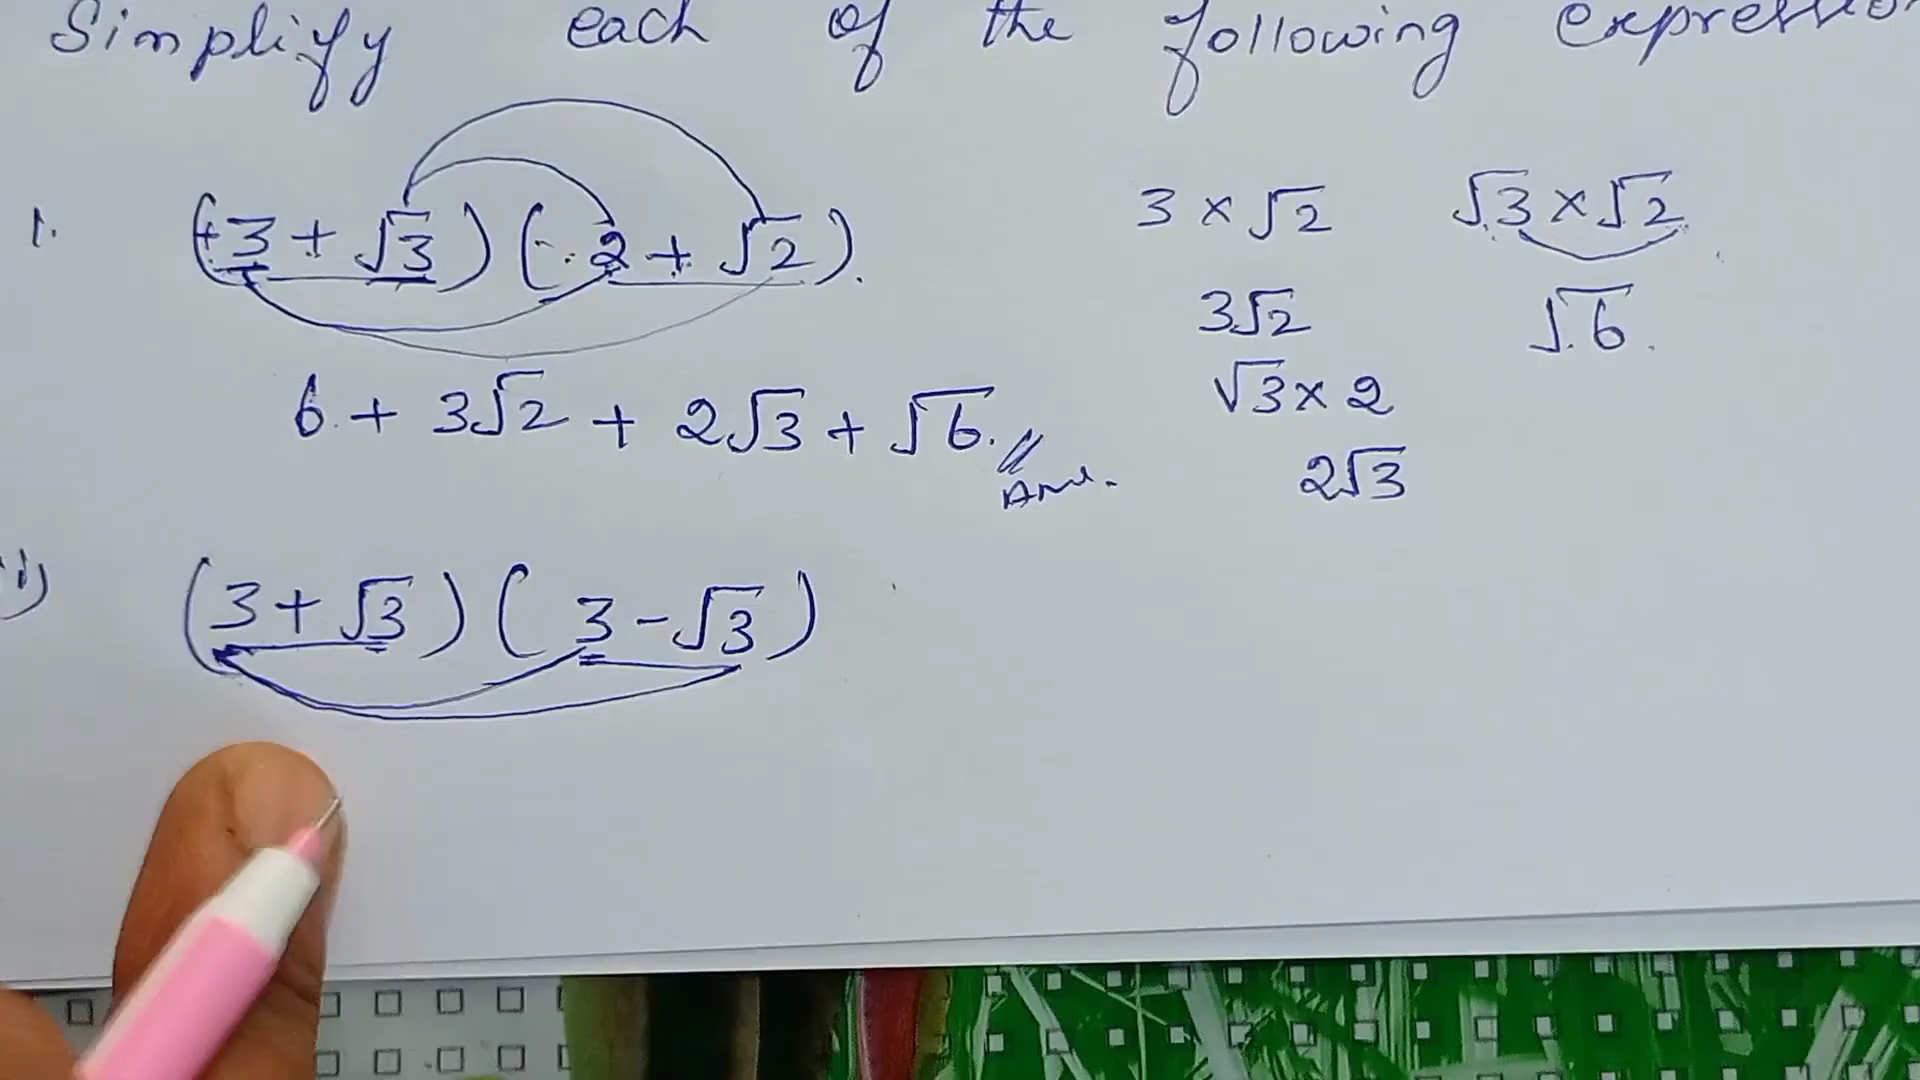 Simplify each of the following expressio
1. (+3 + √3) (2 + √2).
6 + 3√2 + 2√3 + √6. // Ans.
3 × √2
3√2
√3 × 2
2√3
√3 × √2
√6.
i) (3 + √3) (3 - √3)